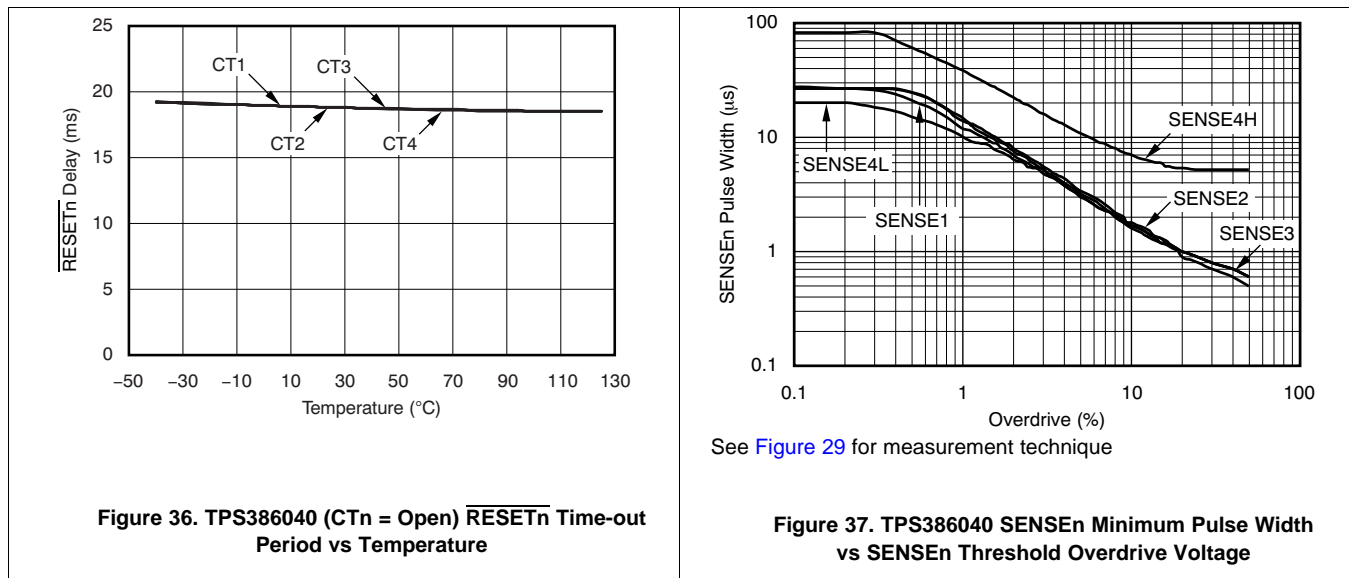 25
20
15
10
5
0
RESETn Delay (ms)
CT1
CT3
CT2
CT4
−50 −30 −10 10 30 50 70 90 110 130
Temperature (°C)
Figure 36. TPS386040 (CTn = Open) RESETn Time-out
Period vs Temperature
100
10
1
0.1
SENSEn Pulse Width (µs)
SENSE4H
SENSE4L
SENSE1
SENSE2
SENSE3
0.1 1 10 100
Overdrive (%)
See Figure 29 for measurement technique
Figure 37. TPS386040 SENSEn Minimum Pulse Width
vs SENSEn Threshold Overdrive Voltage